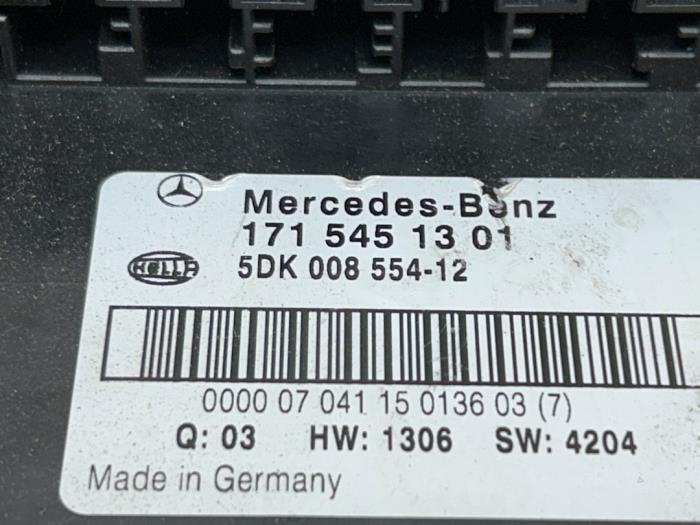 Mercedes-Benz
171 545 13 01
HELLA
5DK 008 554-12
0000 07 041 15 0136 03 (7)
Q: 03 HW: 1306 SW: 4204
Made in Germany